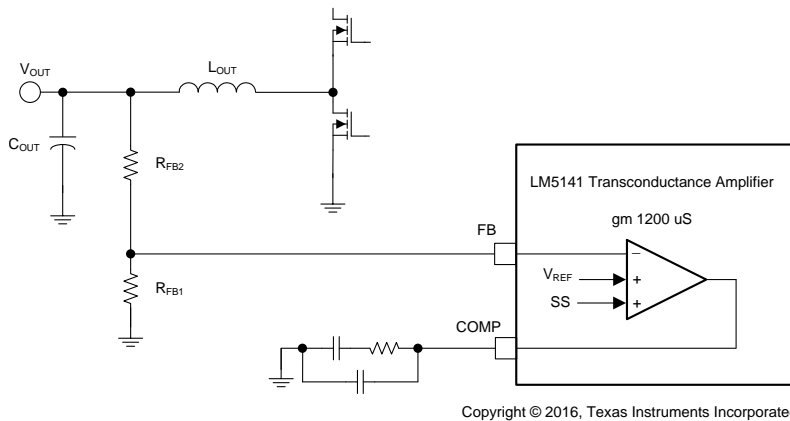 VOUT
LOUT
COUT
RFB2
LM5141 Transconductance Amplifier
gm 1200 uS
FB
VREF
SS
RFB1
COMP
−
+
+
Copyright © 2016, Texas Instruments Incorporate